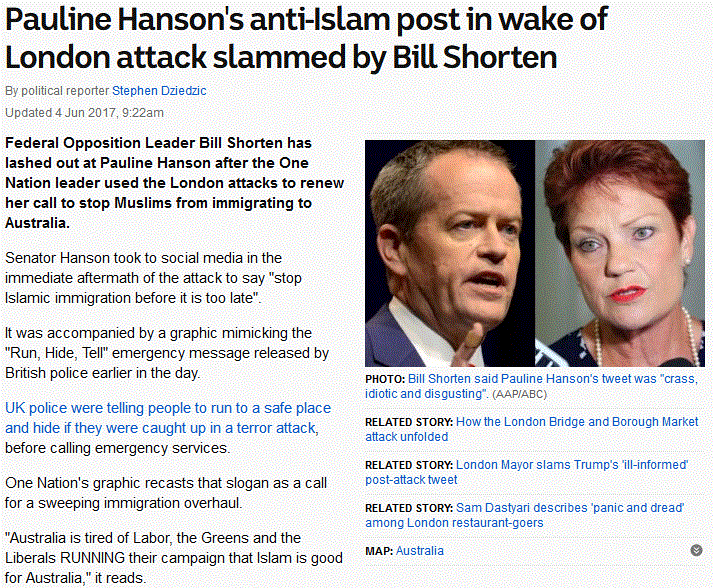 Pauline Hanson's anti-Islam post in wake of
London attack slammed by Bill Shorten
By political reporter Stephen Dziedzic
Updated 4 Jun 2017, 9:22am
Federal Opposition Leader Bill Shorten has
lashed out at Pauline Hanson after the One
Nation leader used the London attacks to renew
her call to stop Muslims from immigrating to
Australia.
Senator Hanson took to social media in the
immediate aftermath of the attack to say "stop
Islamic immigration before it is too late".
It was accompanied by a graphic mimicking the
"Run, Hide, Tell" emergency message released by
British police earlier in the day.
UK police were telling people to run to a safe place
and hide if they were caught up in a terror attack,
before calling emergency services.
One Nation's graphic recasts that slogan as a call
for a sweeping immigration overhaul.
"Australia is tired of Labor, the Greens and the
Liberals RUNNING their campaign that Islam is good
for Australia," it reads.
PHOTO: Bill Shorten said Pauline Hanson's tweet was "crass,
idiotic and disgusting". (AAP/ABC)
RELATED STORY: How the London Bridge and Borough Market
attack unfolded
RELATED STORY: London Mayor slams Trump's 'ill-informed'
post-attack tweet
RELATED STORY: Sam Dastyari describes 'panic and dread'
among London restaurant-goers
MAP: Australia